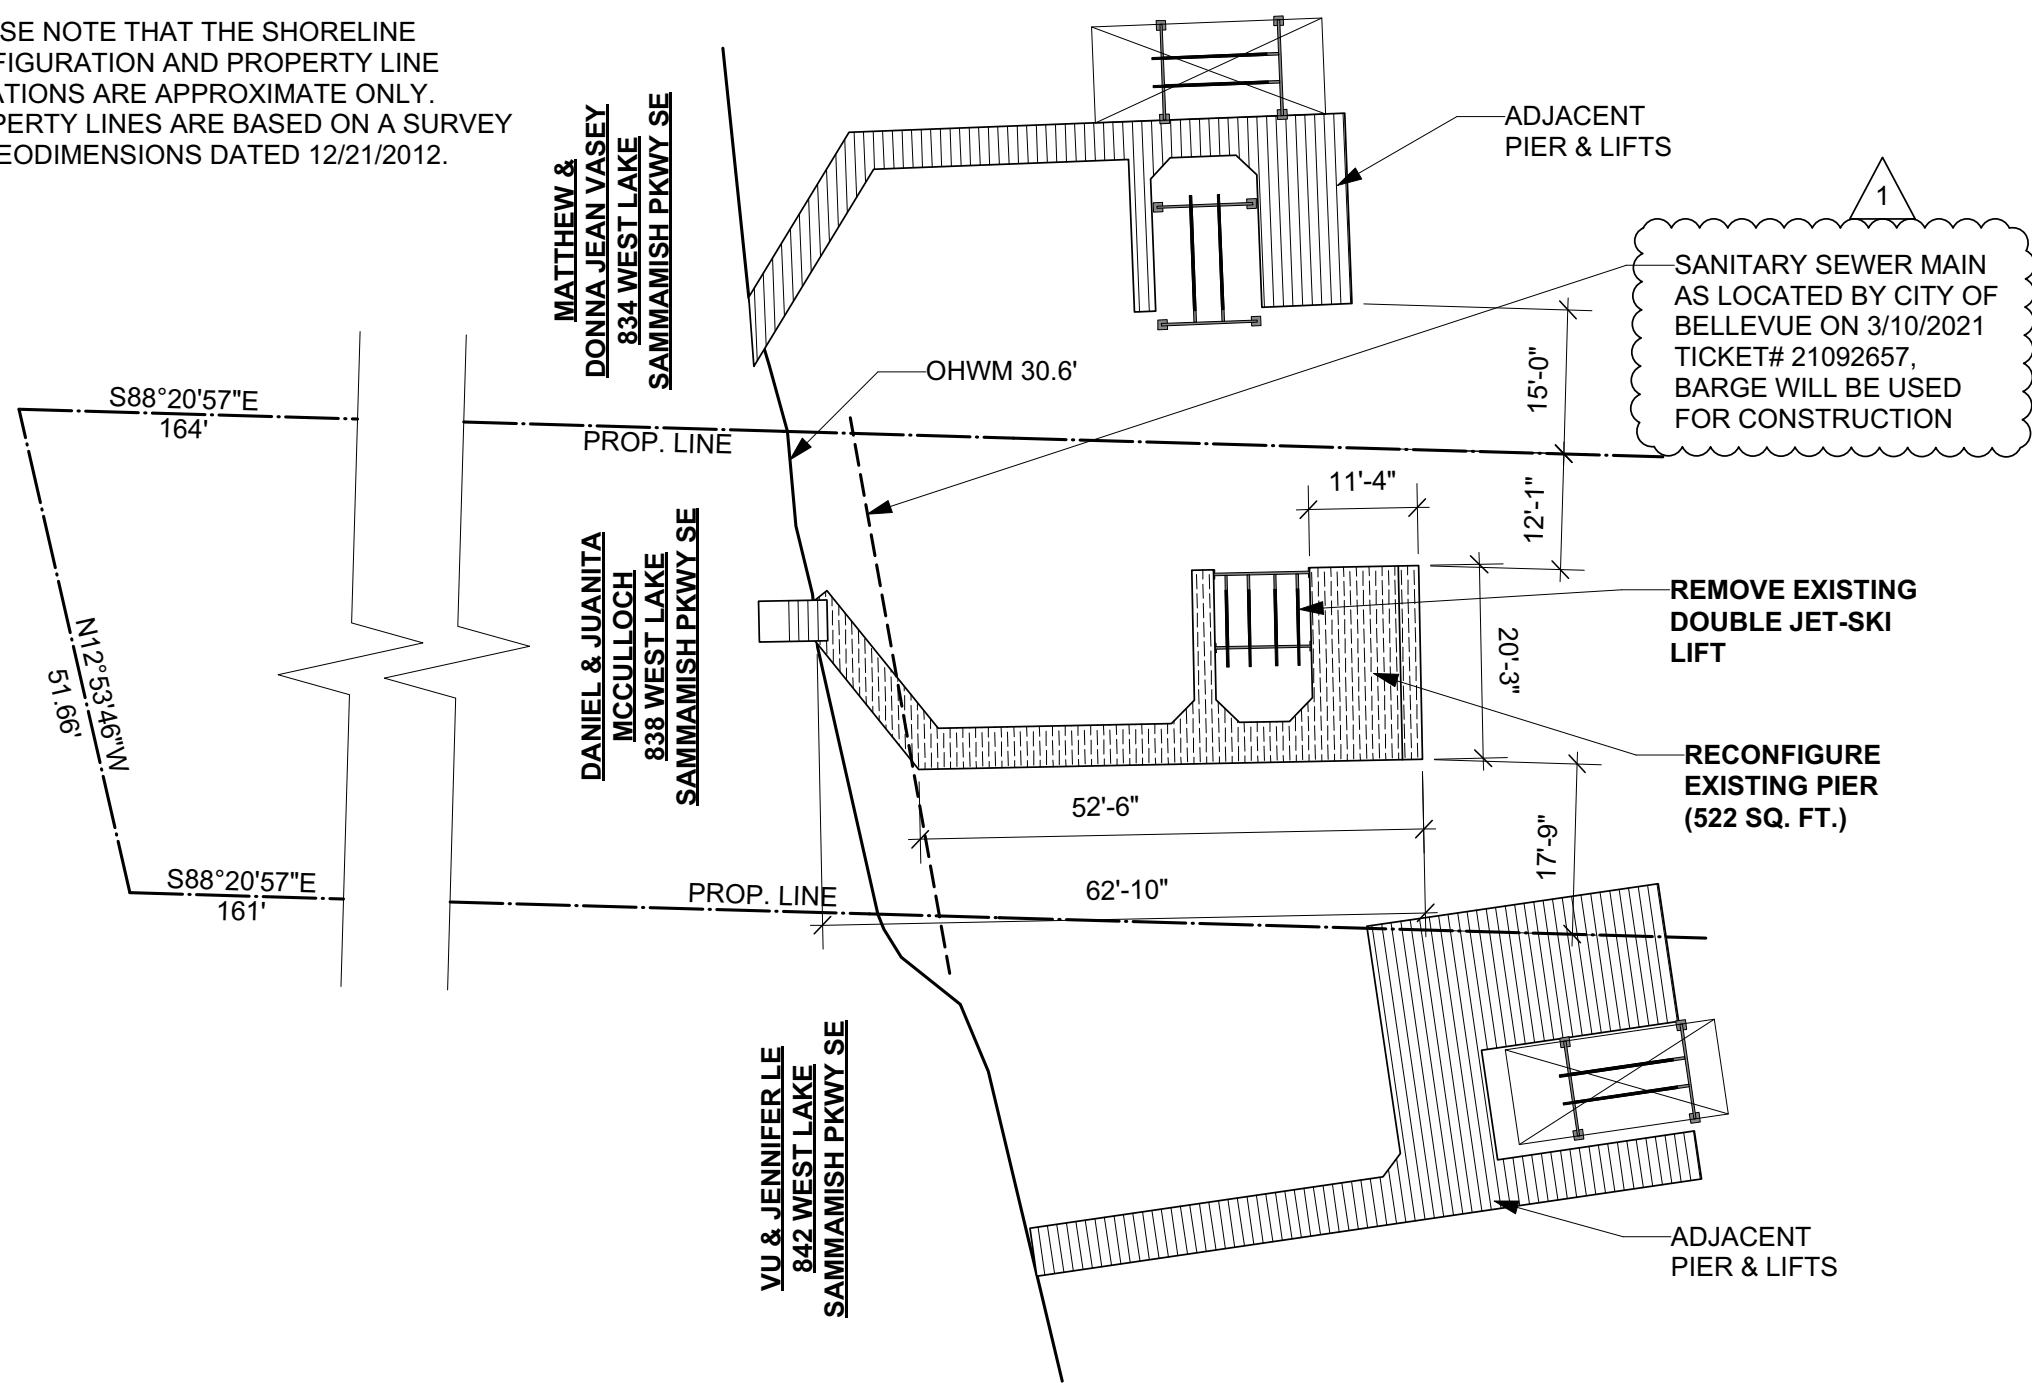 SE NOTE THAT THE SHORELINE
FIGURATION AND PROPERTY LINE
ATIONS ARE APPROXIMATE ONLY.
PERTY LINES ARE BASED ON A SURVEY
EODIMENSIONS DATED 12/21/2012.
MATTHEW &
DONNA JEAN VASEY
834 WEST LAKE
SAMMAMISH PKWY SE
ADJACENT
PIER & LIFTS
1
SANITARY SEWER MAIN
AS LOCATED BY CITY OF
BELLEVUE ON 3/10/2021
TICKET# 21092657,
BARGE WILL BE USED
FOR CONSTRUCTION
OHWM 30.6'
15'-0"
S88°20'57"E
164'
PROP. LINE
11'-4"
12'-1"
DANIEL & JUANITA
MCCULLOCH
838 WEST LAKE
SAMMAMISH PKWY SE
REMOVE EXISTING
DOUBLE JET-SKI
LIFT
20'-3"
N12°53'46"W
51.66'
RECONFIGURE
EXISTING PIER
(522 SQ. FT.)
52'-6"
17'-9"
S88°20'57"E
161'
PROP. LINE
62'-10"
VU & JENNIFER LE
842 WEST LAKE
SAMMAMISH PKWY SE
ADJACENT
PIER & LIFTS